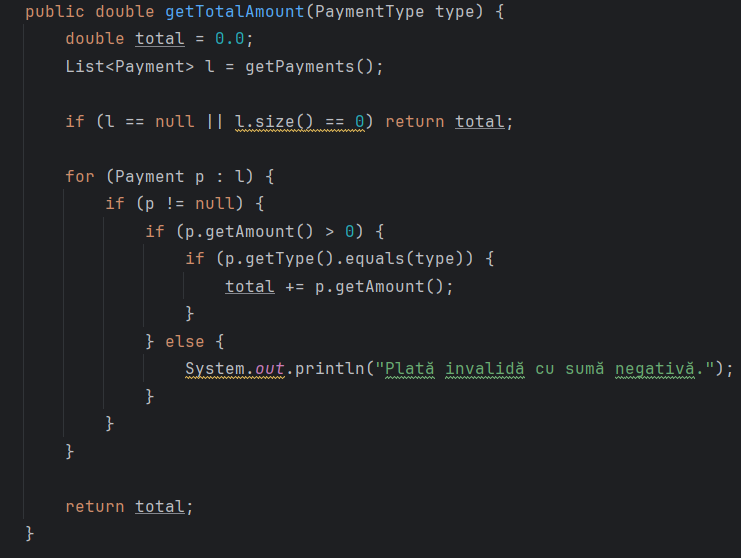 public double getTotalAmount(PaymentType type) {
double total = 0.0;
List<Payment> l = getPayments();
if (l == null || l.size() == 0) return total;
for (Payment p : l) {
if (p != null) {
if (p.getAmount() > 0) {
if (p.getType().equals(type)) {
total += p.getAmount();
}
} else {
System.out.println("Plată invalidă cu sumă negativă.");
}
}
}
return total;
}